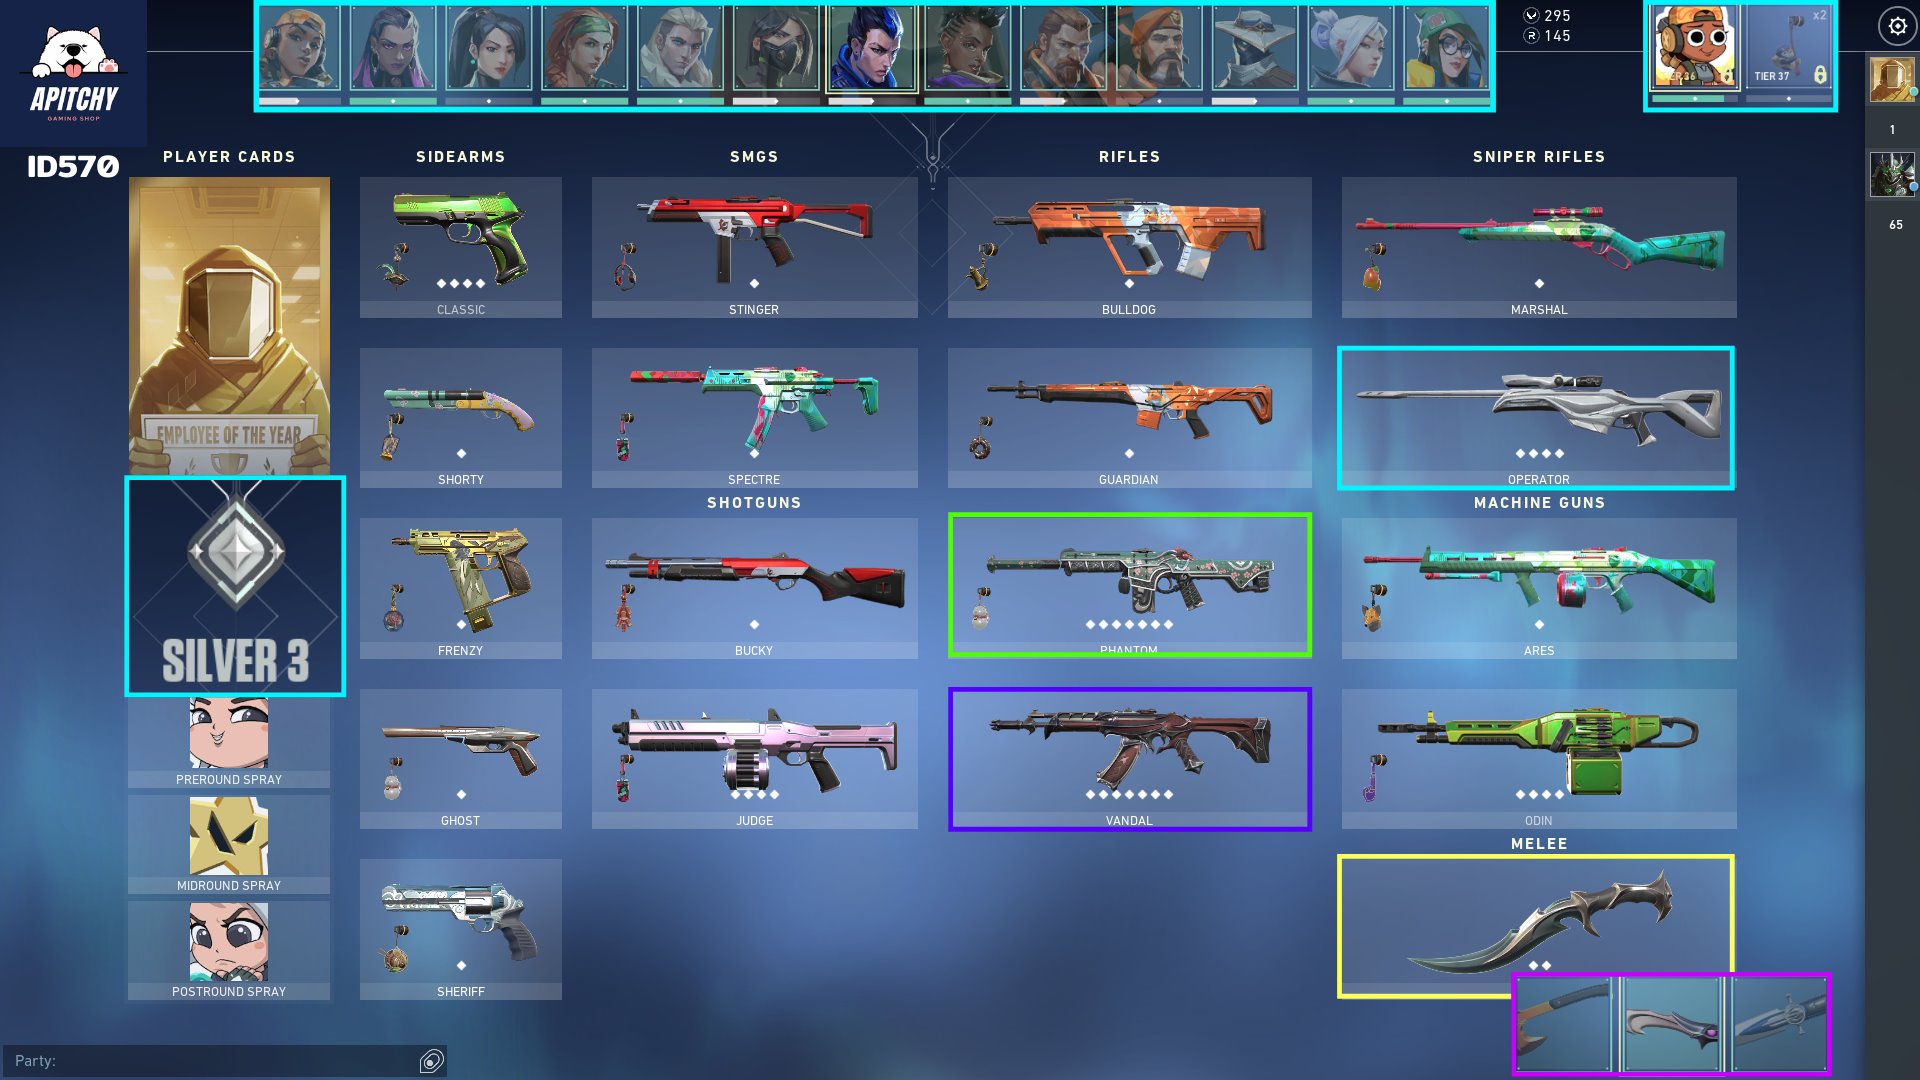 295
145
x2
TIER 36
TIER 37
APITCHY
GAMING SHOP
ID570
1
65
PLAYER CARDS
SIDEARMS
SMGS
RIFLES
SNIPER RIFLES
CLASSIC
STINGER
BULLDOG
MARSHAL
EMPLOYEE OF THE YEAR
SHORTY
SPECTRE
GUARDIAN
OPERATOR
SHOTGUNS
MACHINE GUNS
SILVER 3
FRENZY
BUCKY
PHANTOM
ARES
PREROUND SPRAY
GHOST
JUDGE
VANDAL
ODIN
MELEE
MIDROUND SPRAY
POSTROUND SPRAY
SHERIFF
Party: